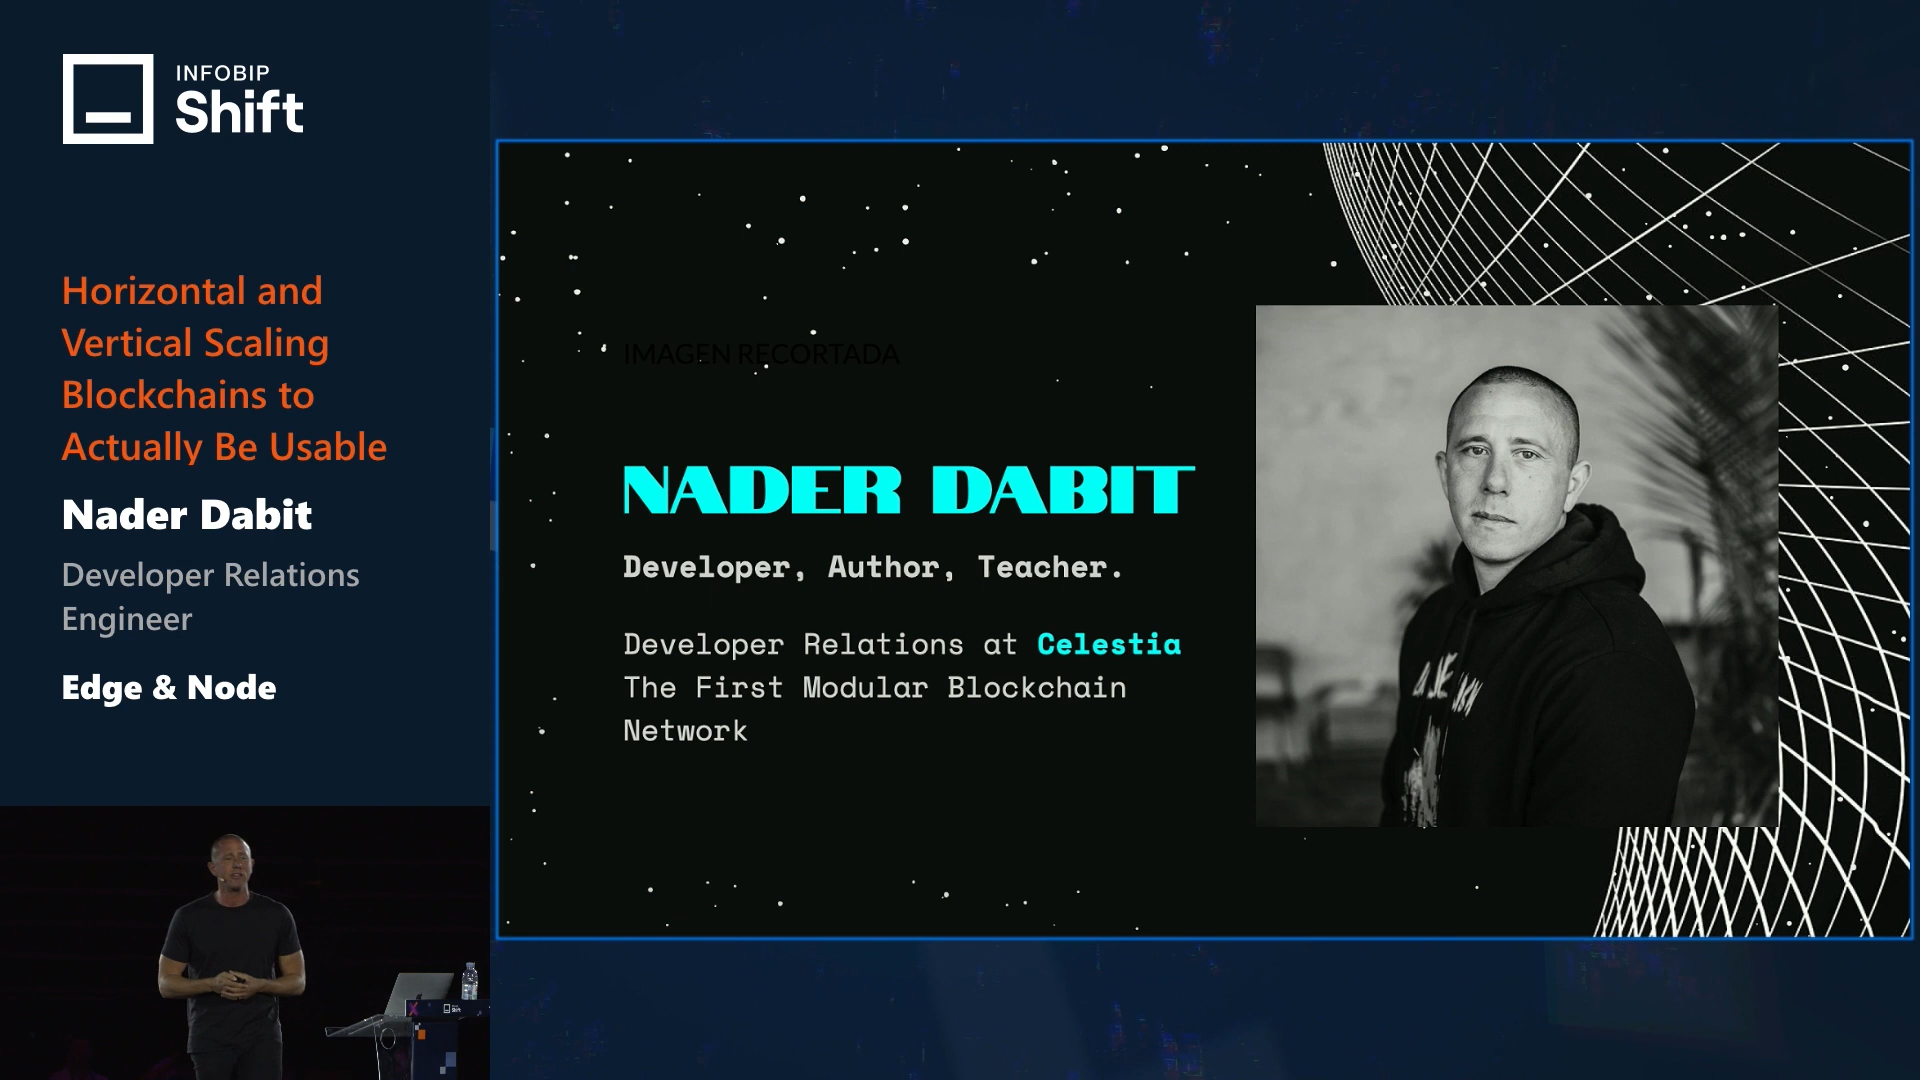 INFOBIP
Shift
Horizontal and
Vertical Scaling
Blockchains to
Actually Be Usable
Nader Dabit
Developer Relations
Engineer
Edge & Node
IMAGEN RECORTADA
NADER DABIT
Developer, Author, Teacher.
Developer Relations at Celestia
The First Modular Blockchain
Network